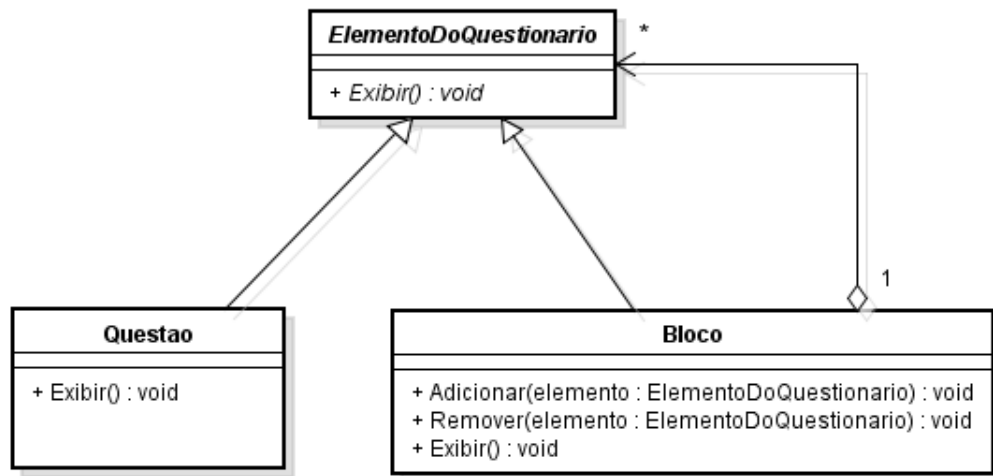 ElementoDoQuestionario
*
+ Exibir() : void
1
Questao
+ Exibir() : void
Bloco
+ Adicionar(elemento : ElementoDoQuestionario) : void
+ Remover(elemento : ElementoDoQuestionario) : void
+ Exibir() : void